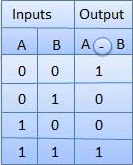 Inputs Output
A B A - B
0 0 1
0 1 0
1 0 0
1 1 1